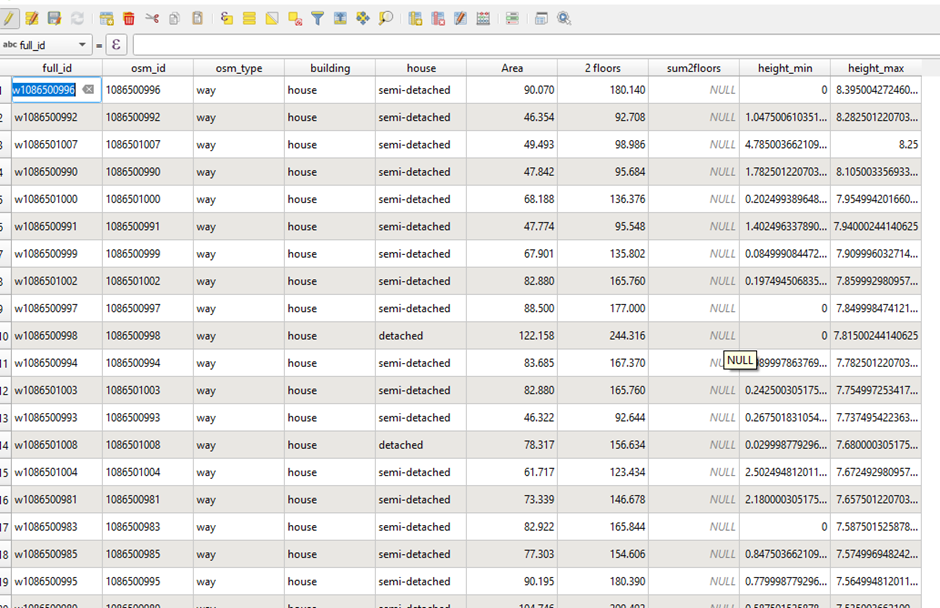 abc full_id = ε
full_id osm_id osm_type building house Area 2 floors sum2floors height_min height_max
w1086500996 1086500996 way house semi-detached 90.070 180.140 NULL 0 8.395004272460...
2 w1086500992 1086500992 way house semi-detached 46.354 92.708 NULL 1.047500610351... 8.282501220703...
3 w1086501007 1086501007 way house semi-detached 49.493 98.986 NULL 4.785003662109... 8.25
4 w1086500990 1086500990 way house semi-detached 47.842 95.684 NULL 1.782501220703... 8.105003356933...
5 w1086501000 1086501000 way house semi-detached 68.188 136.376 NULL 0.202499389648... 7.954994201660...
6 w1086500991 1086500991 way house semi-detached 47.774 95.548 NULL 1.402496337890... 7.94000244140625
7 w1086500999 1086500999 way house semi-detached 67.901 135.802 NULL 0.084999084472... 7.909996032714...
8 w1086501002 1086501002 way house semi-detached 82.880 165.760 NULL 0.197494506835... 7.859992980957...
9 w1086500997 1086500997 way house semi-detached 88.500 177.000 NULL 0 7.849998474121...
10 w1086500998 1086500998 way house detached 122.158 244.316 NULL 0 7.81500244140625
11 w1086500994 1086500994 way house semi-detached 83.685 167.370 NULL 89997863769... 7.782501220703...
12 w1086501003 1086501003 way house semi-detached 82.880 165.760 NULL 0.242500305175... 7.754997253417...
13 w1086500993 1086500993 way house semi-detached 46.322 92.644 NULL 0.267501831054... 7.737495422363...
14 w1086501008 1086501008 way house detached 78.317 156.634 NULL 0.029998779296... 7.680000305175...
15 w1086501004 1086501004 way house semi-detached 61.717 123.434 NULL 2.502494812011... 7.672492980957...
16 w1086500981 1086500981 way house semi-detached 73.339 146.678 NULL 2.180000305175... 7.657501220703...
17 w1086500983 1086500983 way house semi-detached 82.922 165.844 NULL 0 7.587501525878...
18 w1086500985 1086500985 way house semi-detached 77.303 154.606 NULL 0.847503662109... 7.574996948242...
19 w1086500995 1086500995 way house semi-detached 90.195 180.390 NULL 0.779998779296... 7.564994812011...